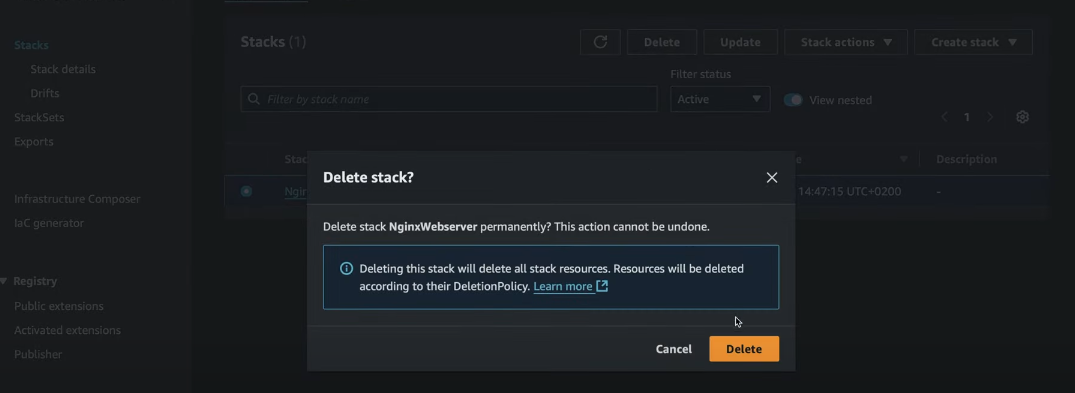 Stacks
Stack details
Drifts
StackSets
Exports
Infrastructure Composer
IaC generator
Registry
Public extensions
Activated extensions
Publisher
Stacks (1)
Delete
Update
Stack actions
Create stack
Filter status
Filter by stack name
Active
View nested
1
Description
14:47:15 UTC+0200
-
Delete stack?
Delete stack NginxWebserver permanently? This action cannot be undone.
Deleting this stack will delete all stack resources. Resources will be deleted
according to their DeletionPolicy. Learn more
Cancel
Delete